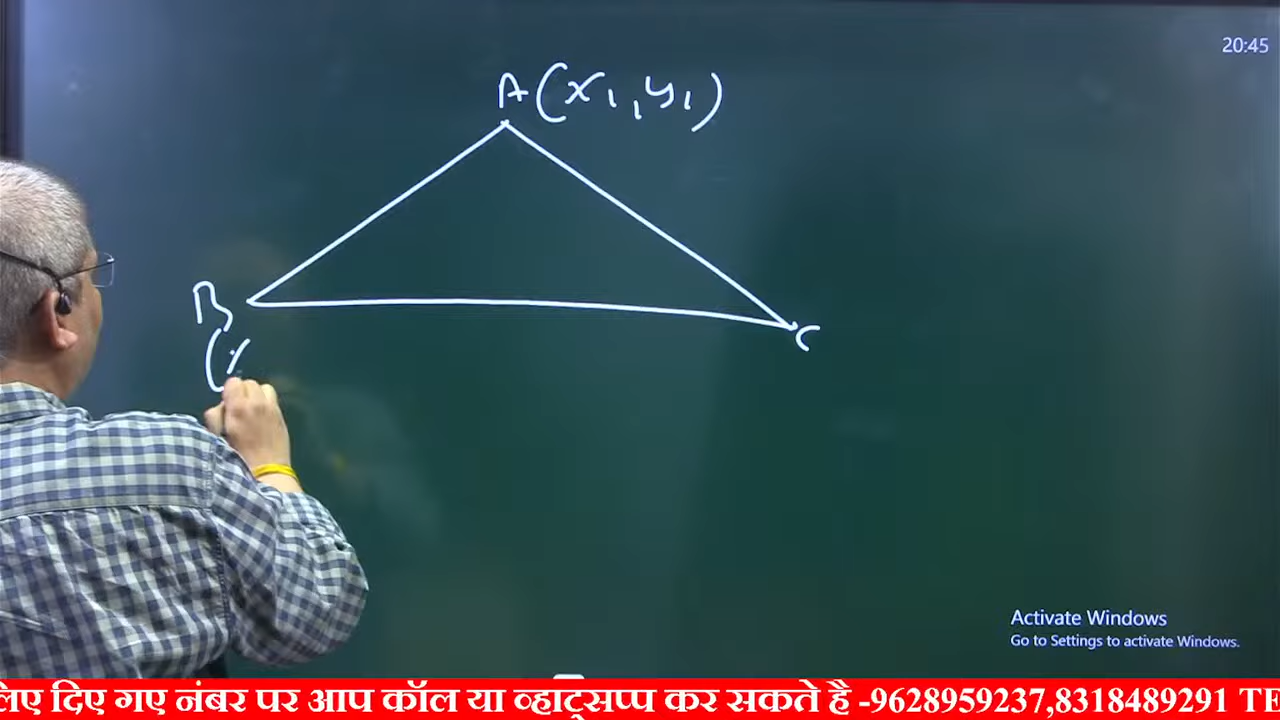 20:45
A(x₁,y₁)
B
C
(x
Activate Windows
Go to Settings to activate Windows.
लिए दिए गए नंबर पर आप कॉल या व्हाट्सप्प कर सकते है -9628959237,8318489291 TE